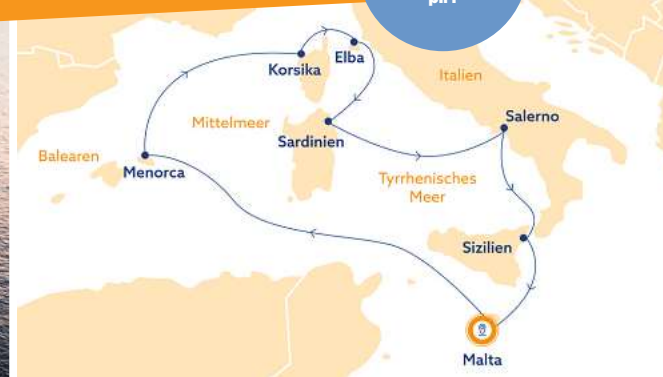 p.P.
Korsika
Elba
Italien
Mittelmeer
Sardinien
Salerno
Balearen
Menorca
Tyrrhenisches
Meer
Sizilien
Malta